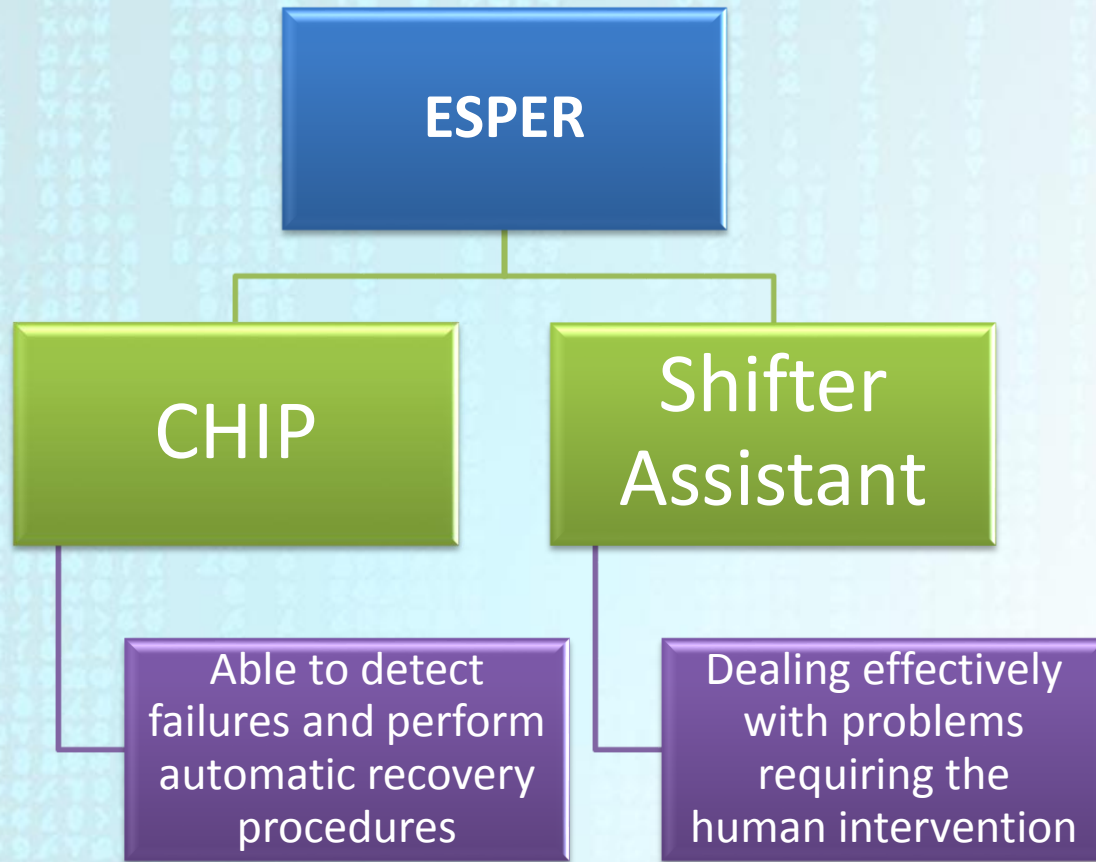 ESPER
CHIP
Shifter
Assistant
Able to detect
failures and perform
automatic recovery
procedures
Dealing effectively
with problems
requiring the
human intervention